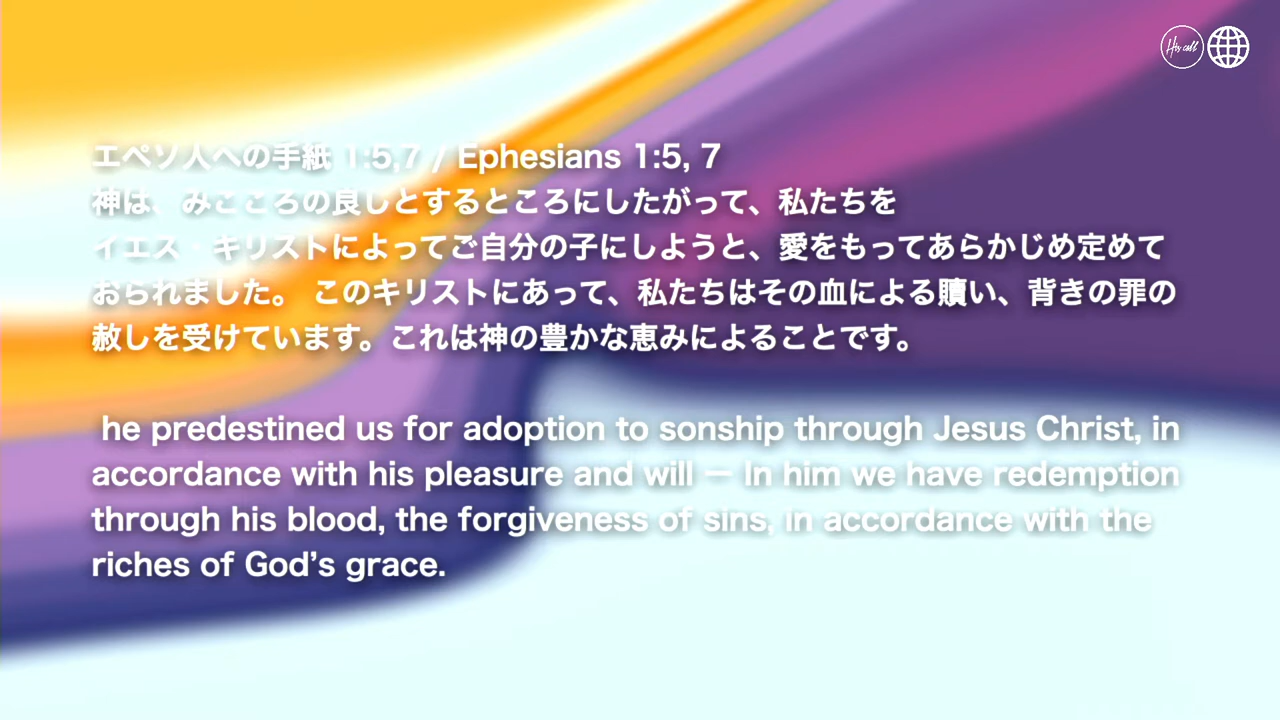 His call
エペソ人への手紙 1:5,7 / Ephesians 1:5, 7
神は、みこころの良しとするところにしたがって、私たちを
イエス・キリストによってご自分の子にしようと、愛をもってあらかじめ定めて
おられました。 このキリストにあって、私たちはその血による贖い、背きの罪の
赦しを受けています。これは神の豊かな恵みによることです。
he predestined us for adoption to sonship through Jesus Christ, in
accordance with his pleasure and will — In him we have redemption
through his blood, the forgiveness of sins, in accordance with the
riches of God’s grace.